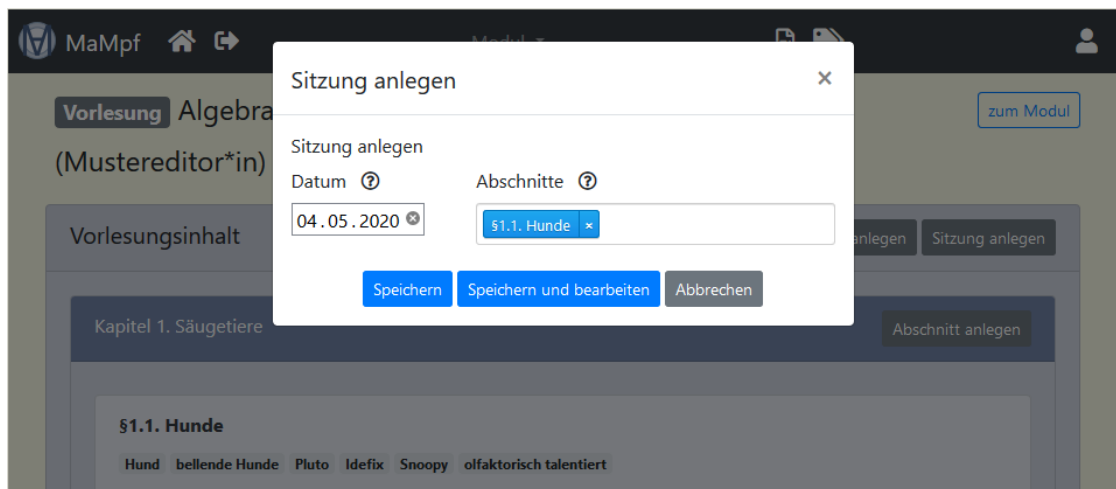 MaMpf Modul
Sitzung anlegen ×
Vorlesung Algebra
zum Modul
(Mustereditor*in)
Sitzung anlegen
Datum Abschnitte
04.05.2020 §1.1. Hunde ×
Vorlesungsinhalt anlegen Sitzung anlegen
Speichern Speichern und bearbeiten Abbrechen
Kapitel 1. Säugetiere Abschnitt anlegen
§1.1. Hunde
Hund bellende Hunde Pluto Idefix Snoopy olfaktorisch talentiert